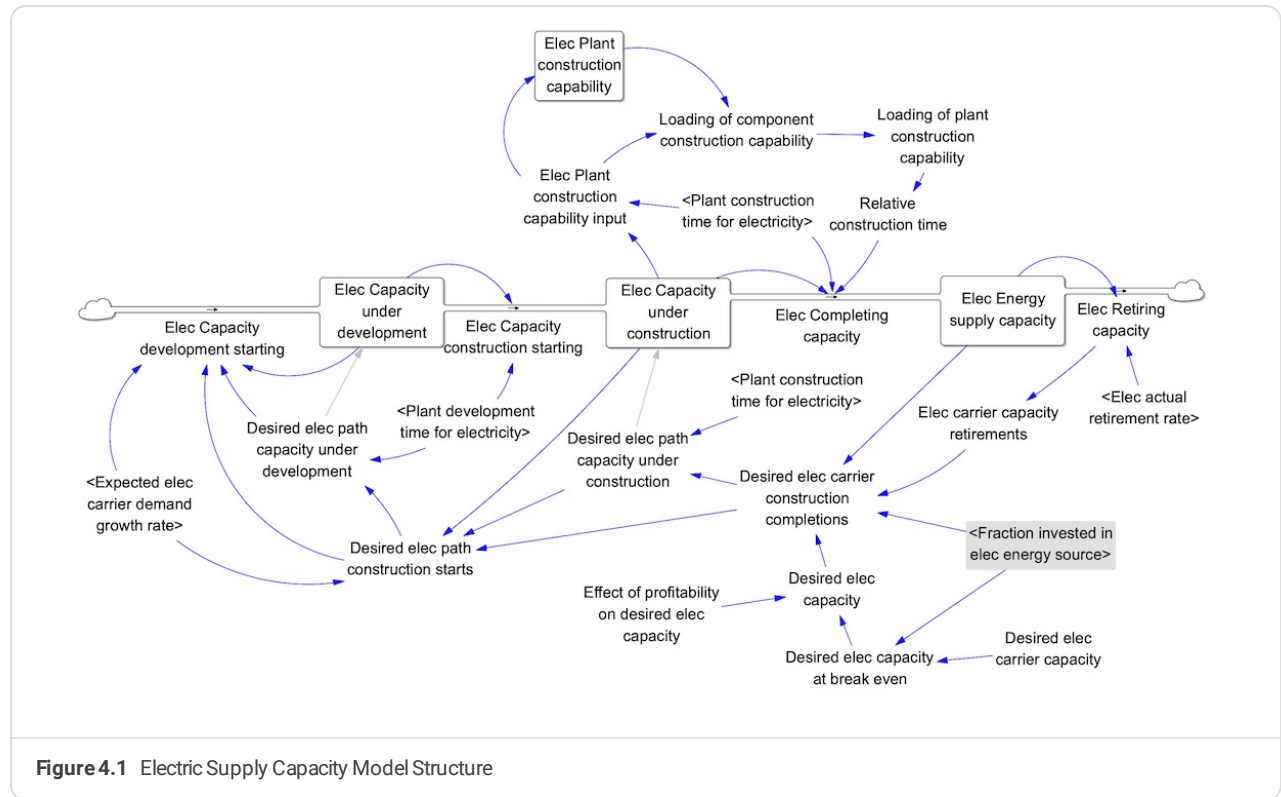 Elec Plant
construction
capability
Loading of component
construction capability
Loading of plant
construction
capability
Elec Plant
construction
capability input
<Plant construction
time for electricity>
Relative
construction time
Elec Capacity
under
development
Elec Capacity
under
construction
Elec Energy
supply capacity
Elec Capacity
development starting
Elec Capacity
construction starting
Elec Completing
capacity
Elec Retiring
capacity
<Plant construction
time for electricity>
<Elec actual
retirement rate>
<Plant development
time for electricity>
Elec carrier capacity
retirements
Desired elec path
capacity under
development
Desired elec path
capacity under
construction
<Expected elec
carrier demand
growth rate>
Desired elec carrier
construction
completions
<Fraction invested in
elec energy source>
Desired elec path
construction starts
Effect of profitability
on desired elec
capacity
Desired elec
capacity
Desired elec
carrier capacity
Desired elec capacity
at break even
Figure 4.1 Electric Supply Capacity Model Structure